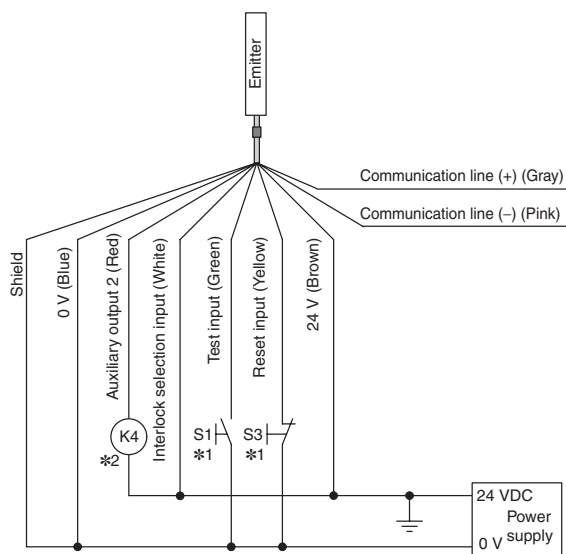 Emitter
Communication line (+) (Gray)
Communication line (−) (Pink)
Shield
0 V (Blue)
Auxiliary output 2 (Red)
Interlock selection input (White)
Test input (Green)
Reset input (Yellow)
24 V (Brown)
K4
*2
S1
*1
S3
*1
24 VDC
Power
supply
0 V